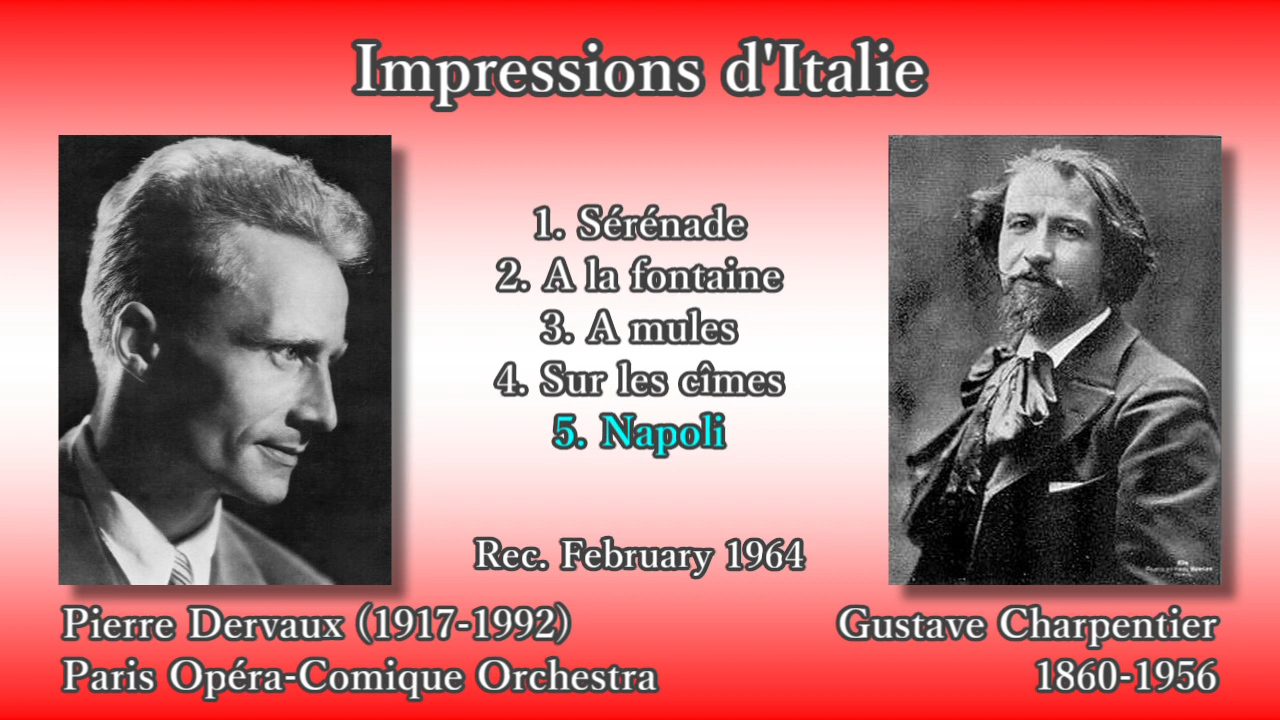 Impressions d'Italie
1. Sérénade
2. A la fontaine
3. A mules
4. Sur les cîmes
5. Napoli
Rec. February 1964
Pierre Dervaux (1917-1992)
Paris Opéra-Comique Orchestra
Gustave Charpentier
1860-1956